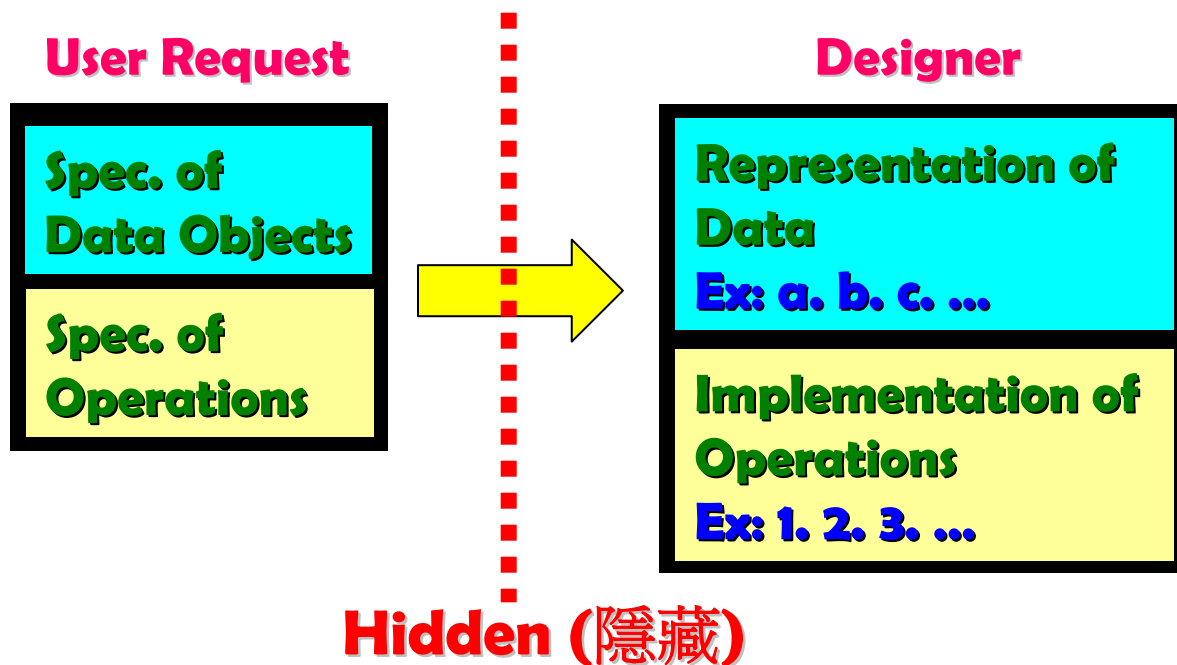 User Request
Spec. of
Data Objects
Spec. of
Operations
Designer
Representation of
Data
Ex: a. b. c. ...
Implementation of
Operations
Ex: 1. 2. 3. ...
Hidden (隱藏)